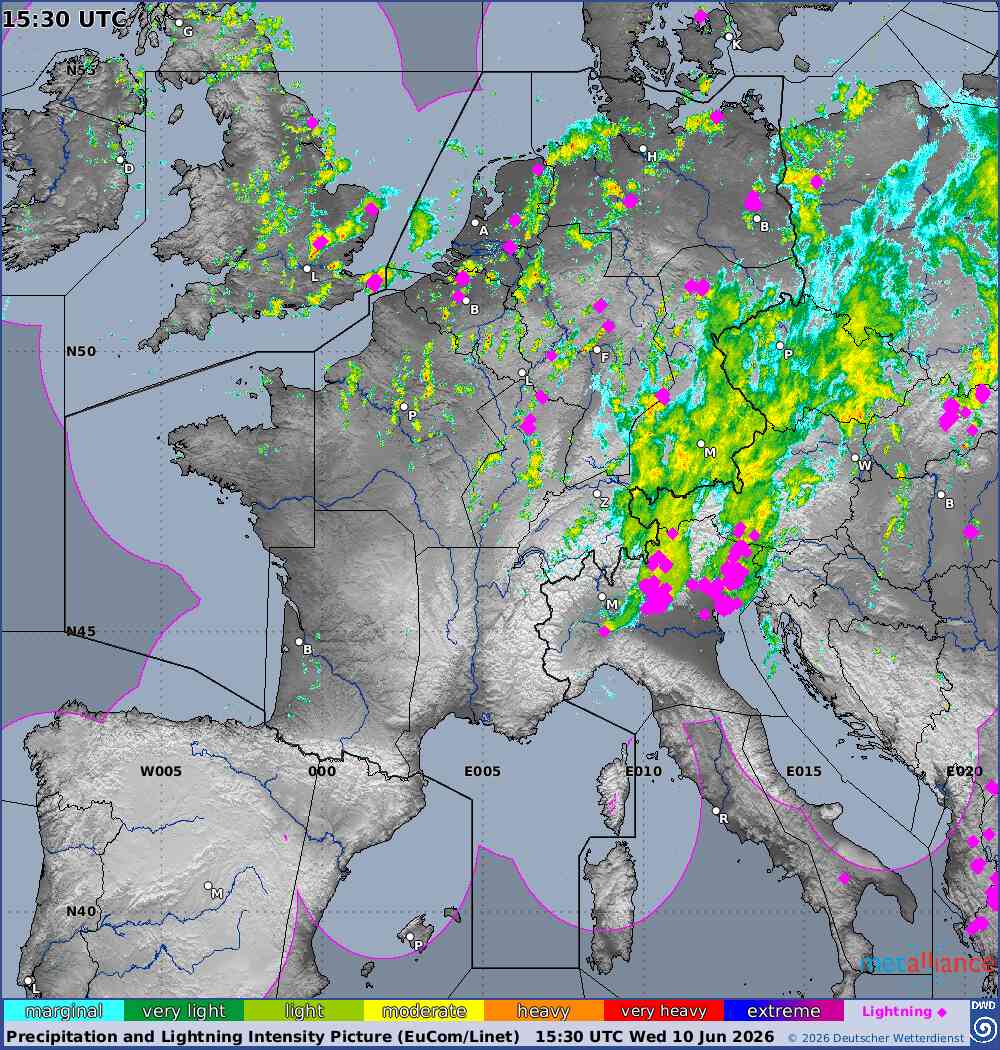 15:30 UTC
G
K
N55
D
H
A
B
L
B
N50
F
P
L
P
M
W
Z
B
M
N45
B
W005
000
E005
E010
E015
E020
R
M
N40
P
L
metalliance
marginal
very light
light
moderate
heavy
very heavy
extreme
Lightning ◆
DWD
Precipitation and Lightning Intensity Picture (EuCom/Linet) 15:30 UTC Wed 10 Jun 2026 © 2026 Deutscher Wetterdienst